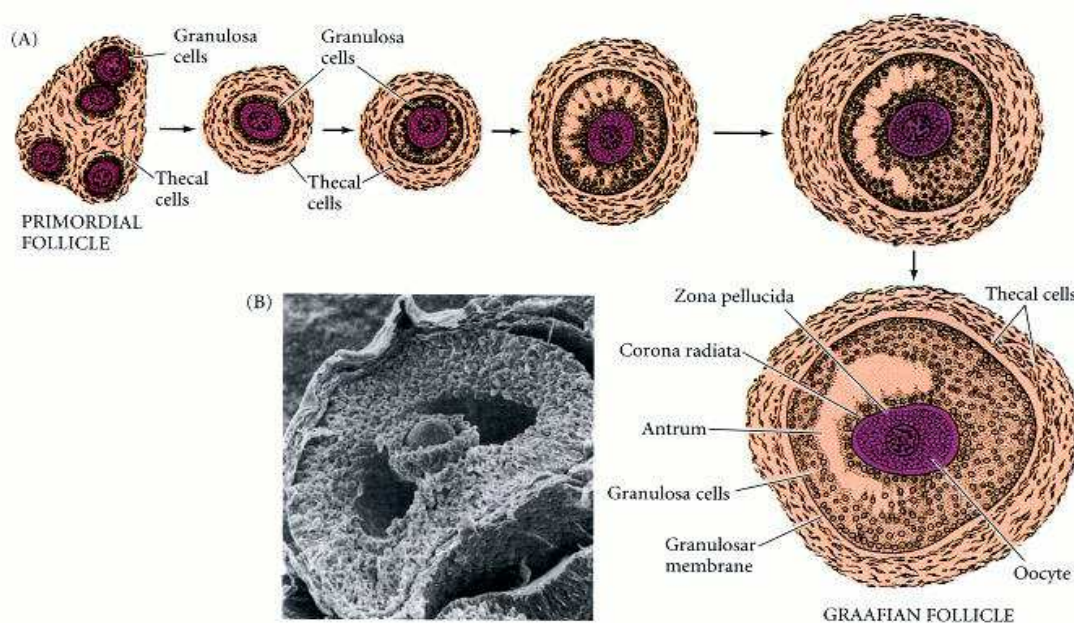 (A)
Granulosa
cells
Granulosa
cells
Thecal
cells
Thecal
cells
PRIMORDIAL
FOLLICLE
(B)
Zona pellucida
Thecal cells
Corona radiata
Antrum
Granulosa cells
Granulosar
membrane
Oocyte
GRAAFIAN FOLLICLE